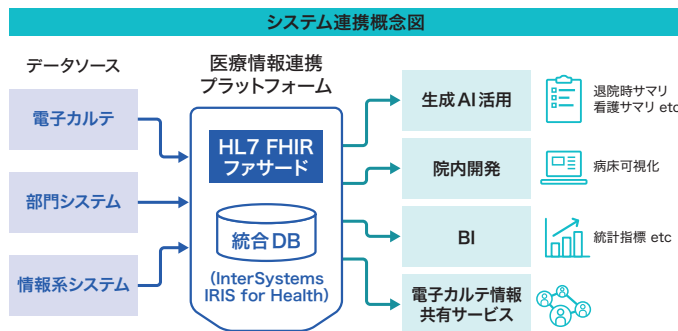 システム連携概念図
データソース
電子カルテ
部門システム
情報系システム
医療情報連携
プラットフォーム
HL7 FHIR
ファサード
統合DB
(InterSystems
IRIS for Health)
生成AI活用
退院時サマリ
看護サマリ etc
院内開発
病床可視化
BI
統計指標 etc
電子カルテ情報
共有サービス